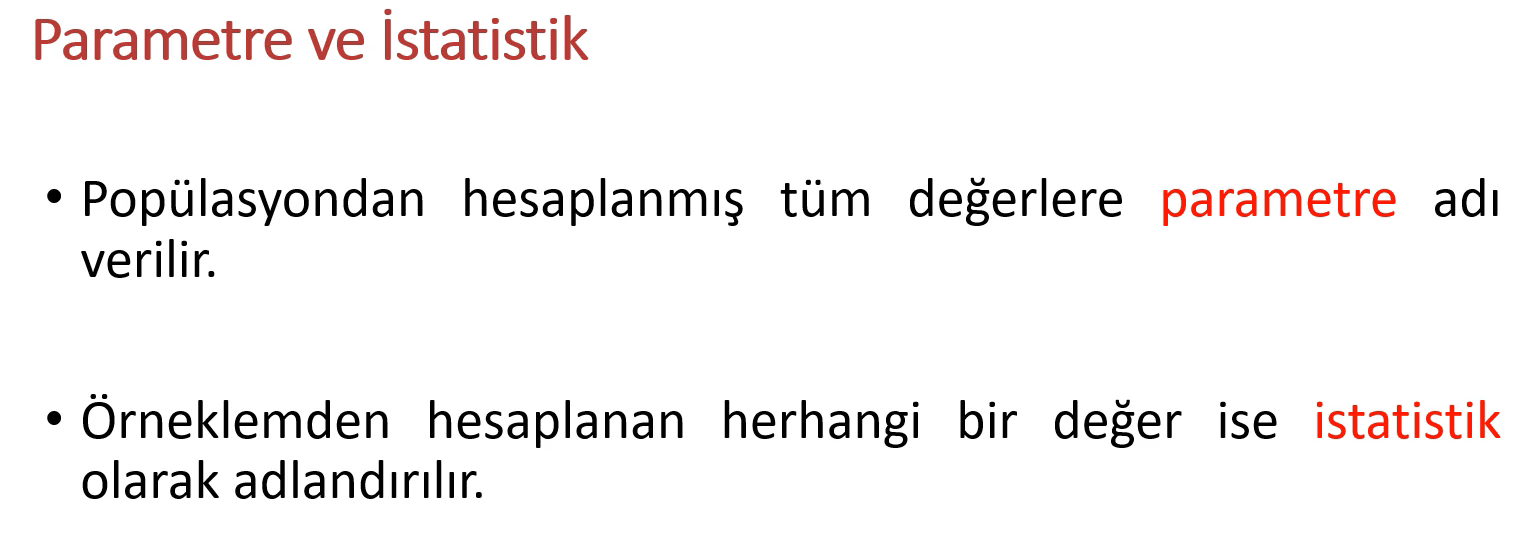 Parametre ve İstatistik
• Popülasyondan hesaplanmış tüm değerlere parametre adı
verilir.
• Örneklemden hesaplanan herhangi bir değer ise istatistik
olarak adlandırılır.